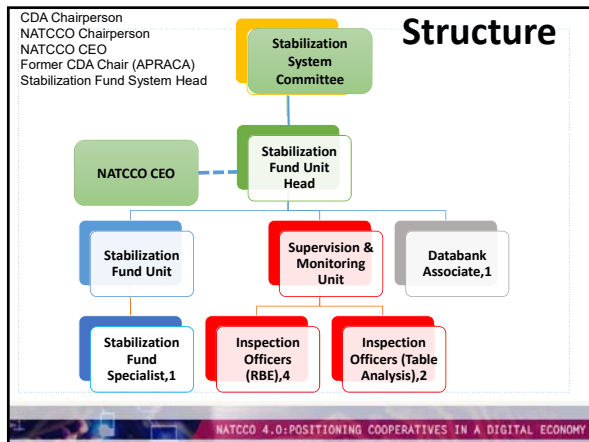 CDA Chairperson
NATCCO Chairperson
NATCCO CEO
Former CDA Chair (APRACA)
Stabilization Fund System Head
Structure
Stabilization
System
Committee
NATCCO CEO
Stabilization
Fund Unit
Head
Stabilization
Fund Unit
Supervision &
Monitoring
Unit
Databank
Associate,1
Stabilization
Fund
Specialist,1
Inspection
Officers
(RBE),4
Inspection
Officers (Table
Analysis),2
NATCCO 4.0:POSITIONING COOPERATIVES IN A DIGITAL ECONOMY